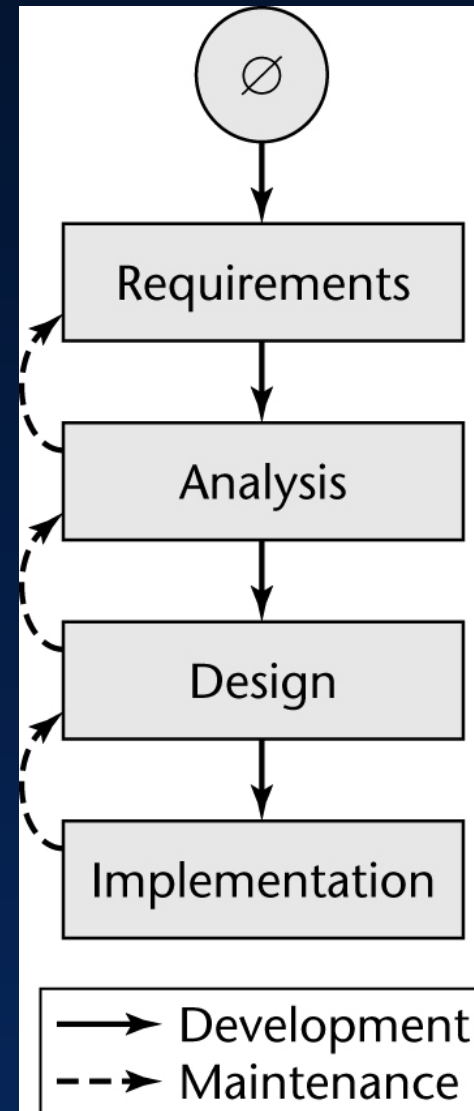 ∅
Requirements
Analysis
Design
Implementation
Development
Maintenance